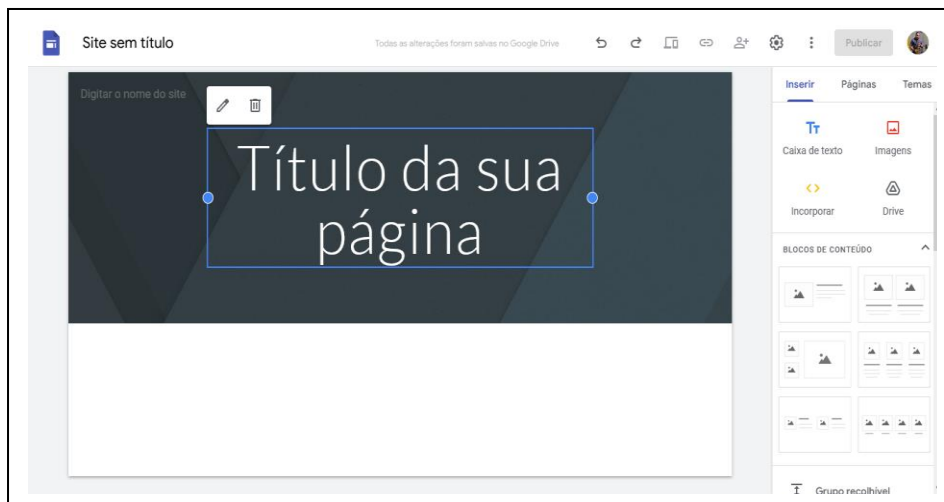 Site sem título
Todas as alterações foram salvas no Google Drive
Publicar
Digitar o nome do site
Título da sua
página
Inserir
Páginas
Temas
Caixa de texto
Imagens
Incorporar
Drive
BLOCOS DE CONTEÚDO
Grupo recolhível